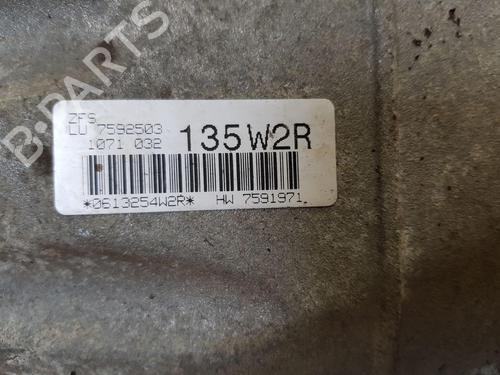 B-PARTS
ZFS
LU 7592503
1071 032
135W2R
*0613254W2R* HW 7591971